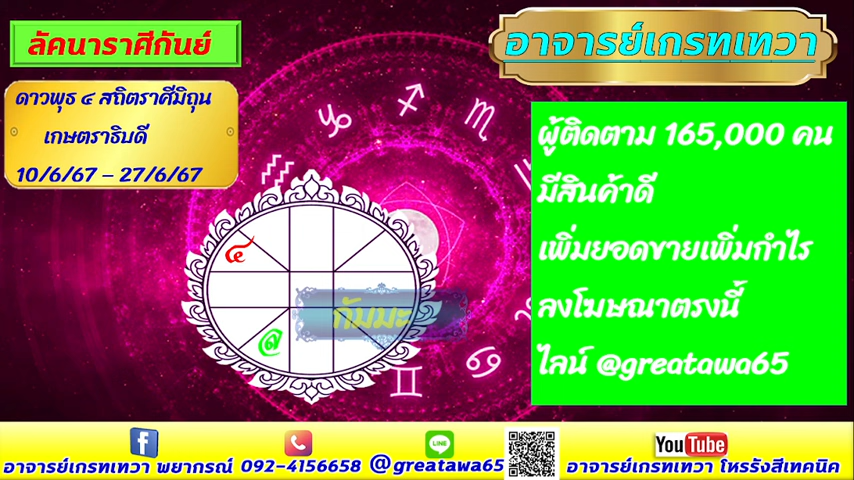 ลัคนาราศีกันย์
อาจารย์เกรทเทวา
ดาวพุธ ๔ สถิตราศีมิถุน
เกษตราธิบดี
10/6/67 – 27/6/67
ผู้ติดตาม 165,000 คน
มีสินค้าดี
เพิ่มยอดขายเพิ่มกำไร
ลงโฆษณาตรงนี้
ไลน์ @greatawa65
๔
กัมมะ
ล
f
LINE
YouTube
อาจารย์เกรทเทวา พยากรณ์ 092-4156658 @greatawa65 อาจารย์เกรทเทวา โหรรังสีเทคนิค